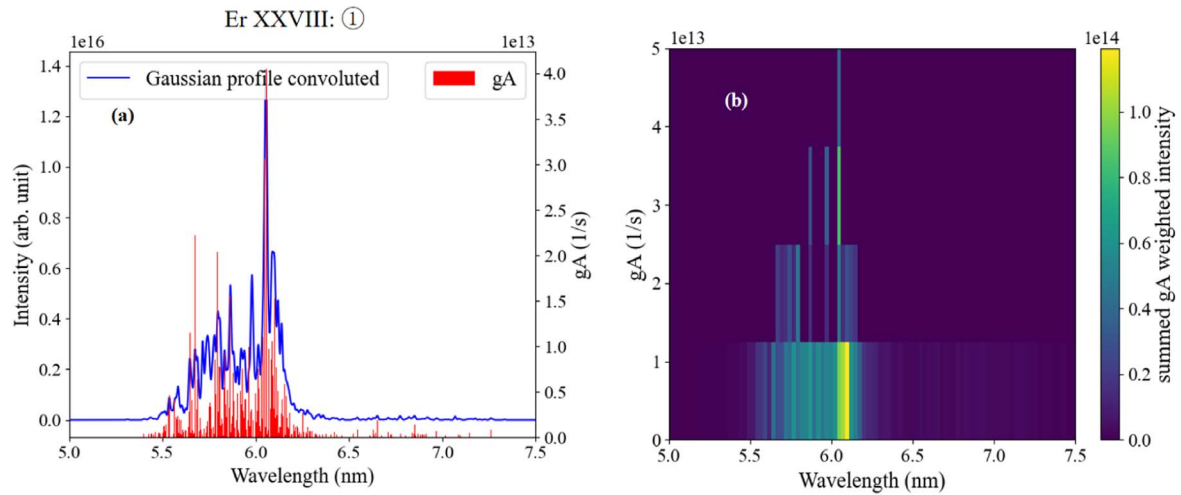 Er XXVIII: ①
1e16
1e13
Gaussian profile convoluted
gA
(a)
1.4
1.2
1.0
0.8
0.6
0.4
0.2
0.0
Intensity (arb. unit)
4.0
3.5
3.0
2.5
2.0
1.5
1.0
0.5
0.0
gA (1/s)
5.0 5.5 6.0 6.5 7.0 7.5
Wavelength (nm)
1e13
1e14
(b)
5
4
3
2
1
0
gA (1/s)
5.0 5.5 6.0 6.5 7.0 7.5
Wavelength (nm)
1.0
0.8
0.6
0.4
0.2
0.0
summed gA weighted intensity